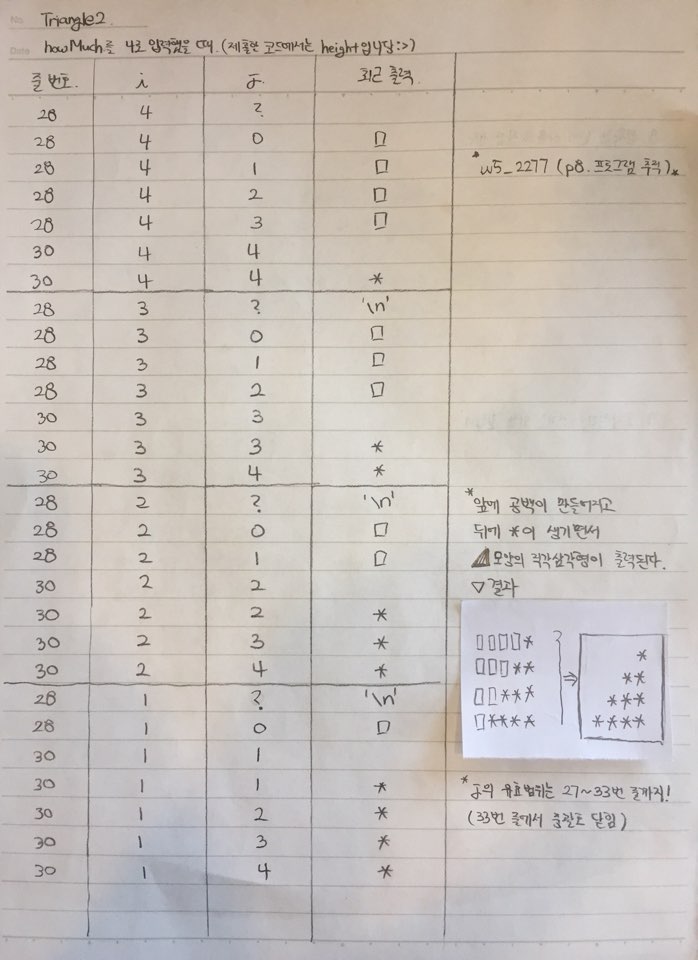 No. Triangle2.
Date howMuch를 4로 입력했을 때. (제출한 코드에서는 height입니당:>)
줄 번호. i j 최근 출력.
28 4 ?
28 4 0 □
28 4 1 □ *w5_2277 (p8. 프로그램 추적)*
28 4 2 □
28 4 3 □
30 4 4
30 4 4 *
28 3 ? '\n'
28 3 0 □
28 3 1 □
28 3 2 □
30 3 3
30 3 3 *
30 3 4 *
28 2 ? '\n' *앞에 공백이 만들어지고
28 2 0 □ 뒤에 *이 생기면서
28 2 1 □ ◢모양의 직각삼각형이 출력된다.
30 2 2 ▽결과
30 2 2 *
30 2 3 * □□□□* *
30 2 4 * □□□** ⇒ **
28 1 ? '\n' □□*** ***
28 1 0 □ □**** ****
30 1 1
30 1 1 * *j의 유효범위는 27~33번 줄까지!
30 1 2 * (33번 줄에서 중괄호 닫힘)
30 1 3 *
30 1 4 *